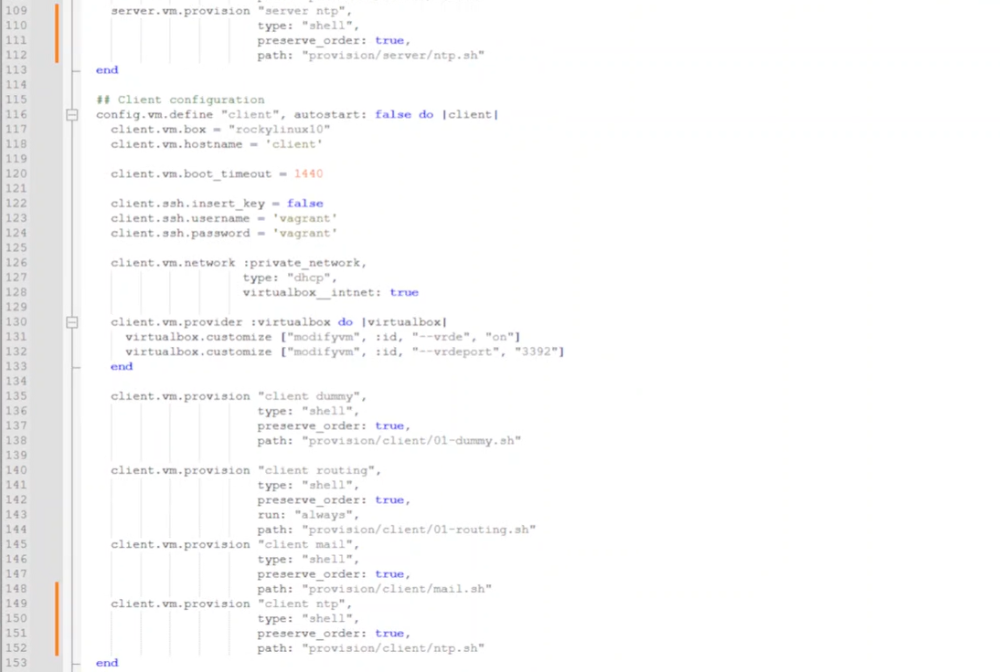 109 server.vm.provision "server ntp",
110 type: "shell",
111 preserve_order: true,
112 path: "provision/server/ntp.sh"
113 end
114
115 ## Client configuration
116 config.vm.define "client", autostart: false do |client|
117 client.vm.box = "rockylinux10"
118 client.vm.hostname = 'client'
119
120 client.vm.boot_timeout = 1440
121
122 client.ssh.insert_key = false
123 client.ssh.username = 'vagrant'
124 client.ssh.password = 'vagrant'
125
126 client.vm.network :private_network,
127 type: "dhcp",
128 virtualbox__intnet: true
129
130 client.vm.provider :virtualbox do |virtualbox|
131 virtualbox.customize ["modifyvm", :id, "--vrde", "on"]
132 virtualbox.customize ["modifyvm", :id, "--vrdeport", "3392"]
133 end
134
135 client.vm.provision "client dummy",
136 type: "shell",
137 preserve_order: true,
138 path: "provision/client/01-dummy.sh"
139
140 client.vm.provision "client routing",
141 type: "shell",
142 preserve_order: true,
143 run: "always",
144 path: "provision/client/01-routing.sh"
145 client.vm.provision "client mail",
146 type: "shell",
147 preserve_order: true,
148 path: "provision/client/mail.sh"
149 client.vm.provision "client ntp",
150 type: "shell",
151 preserve_order: true,
152 path: "provision/client/ntp.sh"
153 end